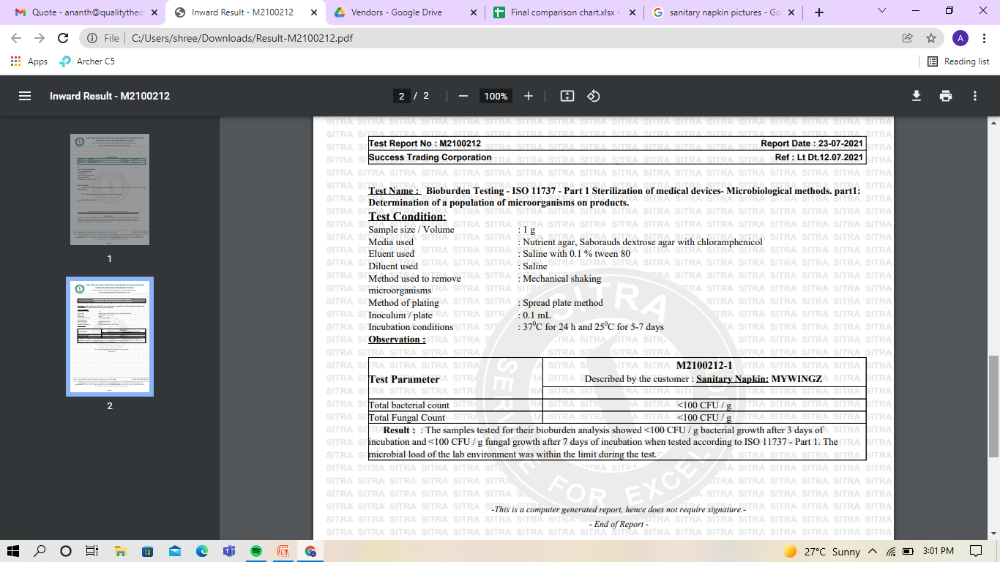 Quote - ananth@qualitytheo
Inward Result - M2100212
Vendors - Google Drive
Final comparison chart.xlsx -
sanitary napkin pictures - Go
File
C:/Users/shree/Downloads/Result-M2100212.pdf
A
Apps
Archer C5
Reading list
Inward Result - M2100212
2 / 2
100%
1
2
Test Report No : M2100212 Report Date : 23-07-2021
Success Trading Corporation Ref : Lt Dt.12.07.2021
Test Name : Bioburden Testing - ISO 11737 - Part 1 Sterilization of medical devices- Microbiological methods. part1:
Determination of a population of microorganisms on products.
Test Condition:
Sample size / Volume : 1 g
Media used : Nutrient agar, Saborauds dextrose agar with chloramphenicol
Eluent used : Saline with 0.1 % tween 80
Diluent used : Saline
Method used to remove : Mechanical shaking
microorganisms
Method of plating : Spread plate method
Inoculum / plate : 0.1 mL
Incubation conditions : 37⁰C for 24 h and 25⁰C for 5-7 days
Observation :
M2100212-1
Test Parameter Described by the customer : Sanitary Napkin: MYWINGZ
Total bacterial count <100 CFU / g
Total Fungal Count <100 CFU / g
Result : : The samples tested for their bioburden analysis showed <100 CFU / g bacterial growth after 3 days of
incubation and <100 CFU / g fungal growth after 7 days of incubation when tested according to ISO 11737 - Part 1. The
microbial load of the lab environment was within the limit during the test.
-This is a computer generated report, hence does not require signature.-
- End of Report -
SITRA
27°C Sunny
3:01 PM